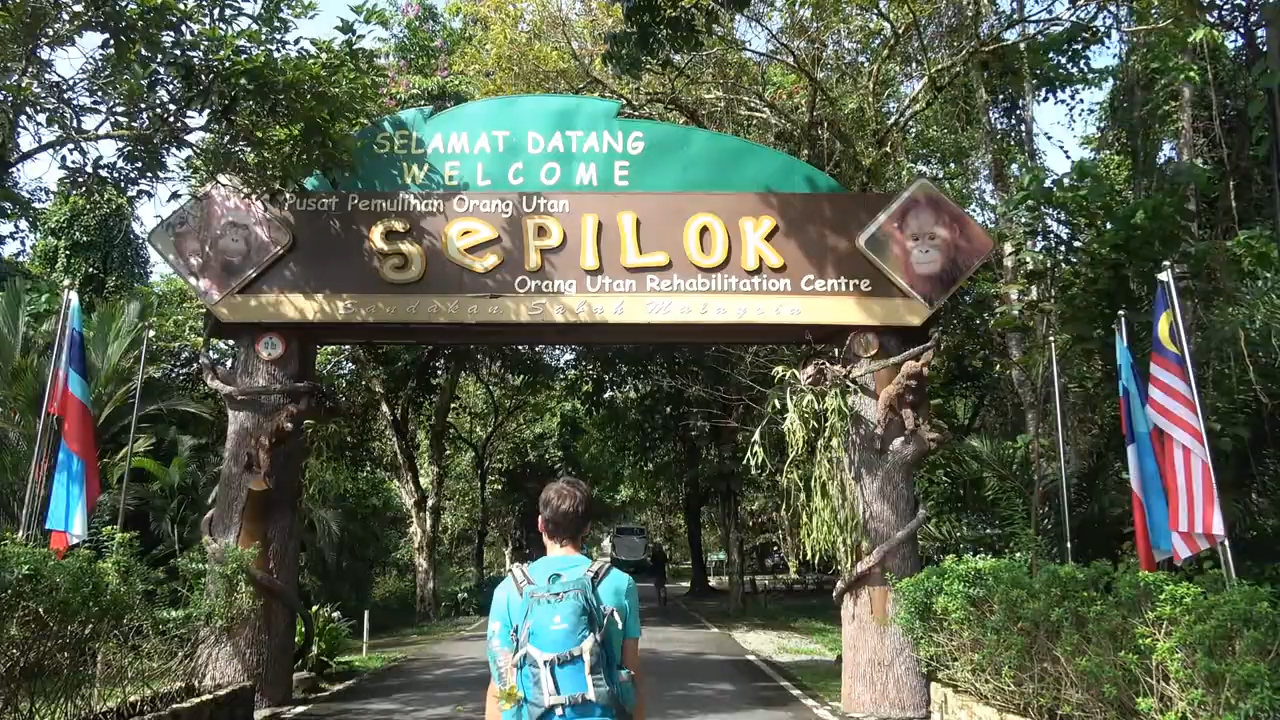 SELAMAT DATANG
WELCOME
Pusat Pemulihan Orang Utan
SePILOK
Orang Utan Rehabilitation Centre
Sandakan, Sabah Malaysia